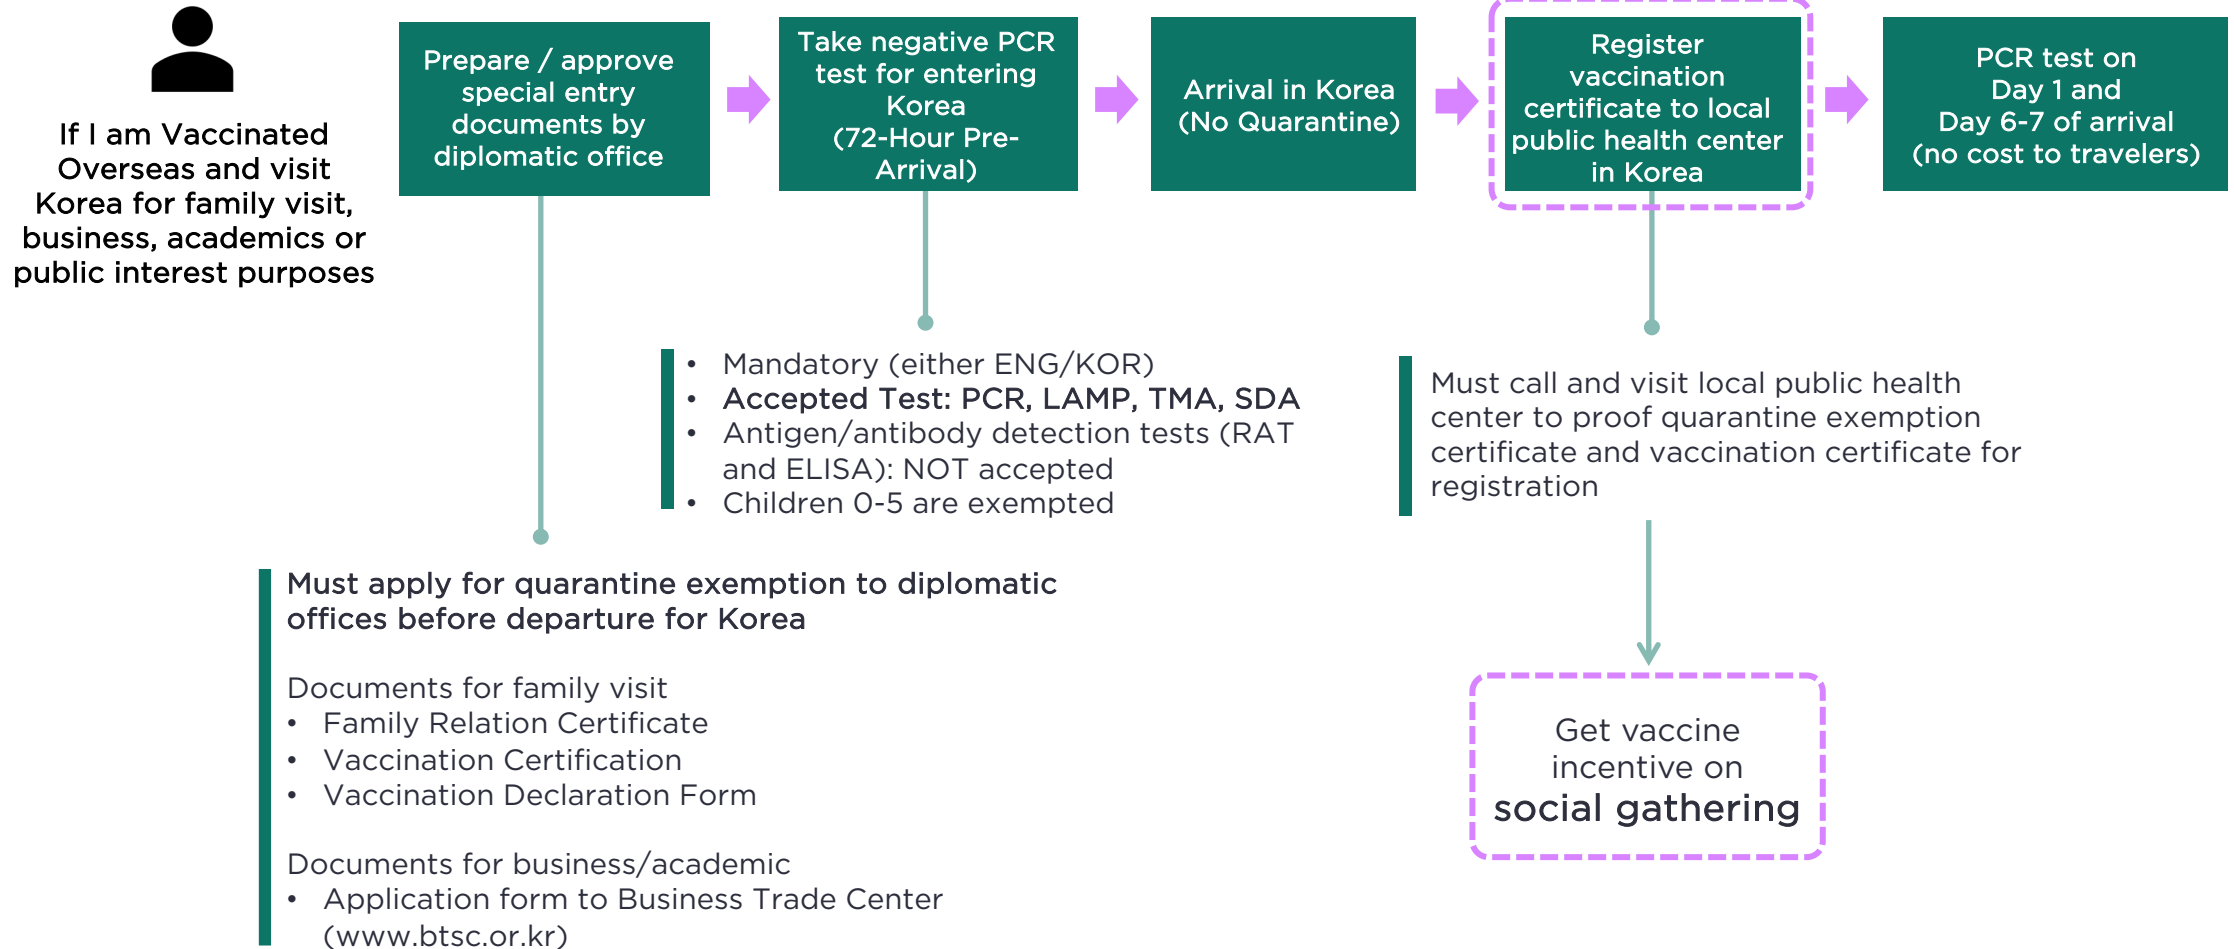 If I am Vaccinated
Overseas and visit
Korea for family visit,
business, academics or
public interest purposes
Prepare / approve
special entry
documents by
diplomatic office
Take negative PCR
test for entering
Korea
(72-Hour Pre-
Arrival)
Arrival in Korea
(No Quarantine)
Register
vaccination
certificate to local
public health center
in Korea
PCR test on
Day 1 and
Day 6-7 of arrival
(no cost to travelers)
• Mandatory (either ENG/KOR)
• Accepted Test: PCR, LAMP, TMA, SDA
• Antigen/antibody detection tests (RAT
and ELISA): NOT accepted
• Children 0-5 are exempted
Must call and visit local public health
center to proof quarantine exemption
certificate and vaccination certificate for
registration
Must apply for quarantine exemption to diplomatic
offices before departure for Korea
Documents for family visit
• Family Relation Certificate
• Vaccination Certification
• Vaccination Declaration Form
Documents for business/academic
• Application form to Business Trade Center
(www.btsc.or.kr)
Get vaccine
incentive on
social gathering